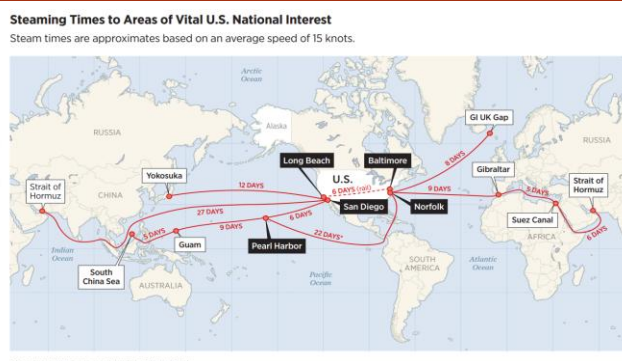 Steaming Times to Areas of Vital U.S. National Interest
Steam times are approximates based on an average speed of 15 knots.
Arctic
Ocean
GI UK Gap
Alaska
RUSSIA
RUSSIA
8 DAYS
Long Beach
Baltimore
Yokosuka
Gibraltar
U.S.
12 DAYS
6 DAYS (rail)
9 DAYS
5 DAYS
Strait of
Hormuz
Strait of
Hormuz
CHINA
San Diego
Norfolk
27 DAYS
6 DAYS
Suez Canal
9 DAYS
5 DAYS
22 DAYS*
6 DAYS
AFRICA
Guam
Pearl Harbor
Indian
Ocean
South
China Sea
SOUTH
AMERICA
Atlantic
Ocean
Pacific
Ocean
AUSTRALIA